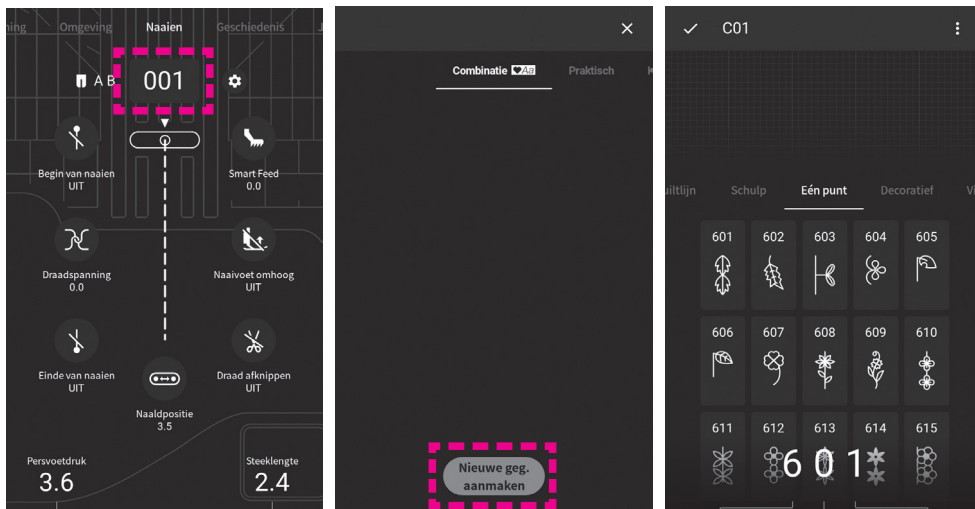 ning Omgeving Naaien Geschiedenis J
A B 001
Begin van naaien
UIT
Smart Feed
0.0
Draadspanning
0.0
Naaivoet omhoog
UIT
Einde van naaien
UIT
Draad afknippen
UIT
Naaldpositie
3.5
Persvoetdruk
3.6
Steeklengte
2.4
Combinatie Aa Praktisch
Nieuwe geg.
aanmaken
C01
uiltlijn Schulp Eén punt Decoratief Vi
601 602 603 604 605
606 607 608 609 610
611 612 613 614 615
601